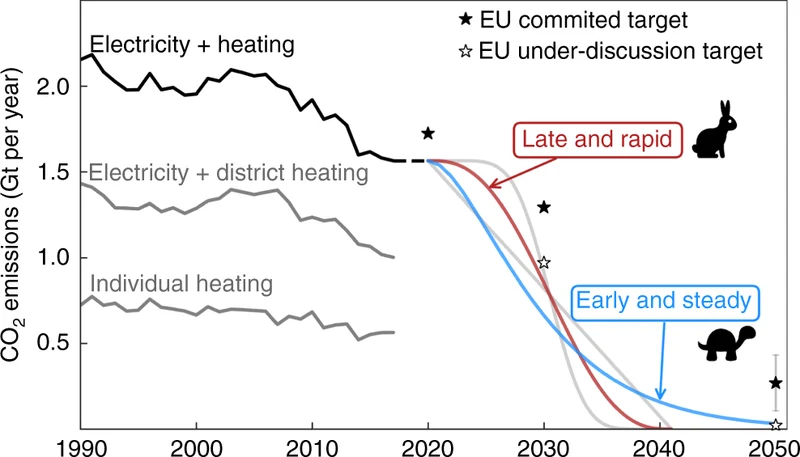 ★ EU commited target
☆ EU under-discussion target
Electricity + heating
Late and rapid
Electricity + district heating
Individual heating
Early and steady
CO₂ emissions (Gt per year)
2.0
1.5
1.0
0.5
1990 2000 2010 2020 2030 2040 2050